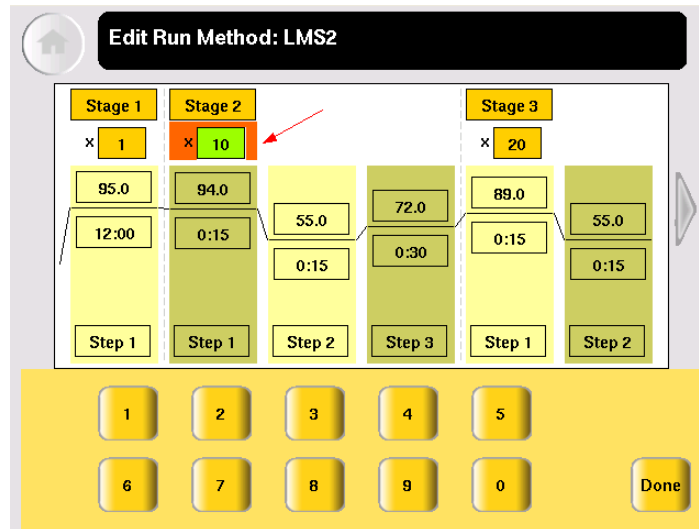 Edit Run Method: LMS2
Stage 1 Stage 2 Stage 3
x 1 x 10 x 20
95.0 94.0 55.0 72.0 89.0 55.0
12:00 0:15 0:15 0:30 0:15 0:15
Step 1 Step 1 Step 2 Step 3 Step 1 Step 2
1 2 3 4 5
6 7 8 9 0 Done